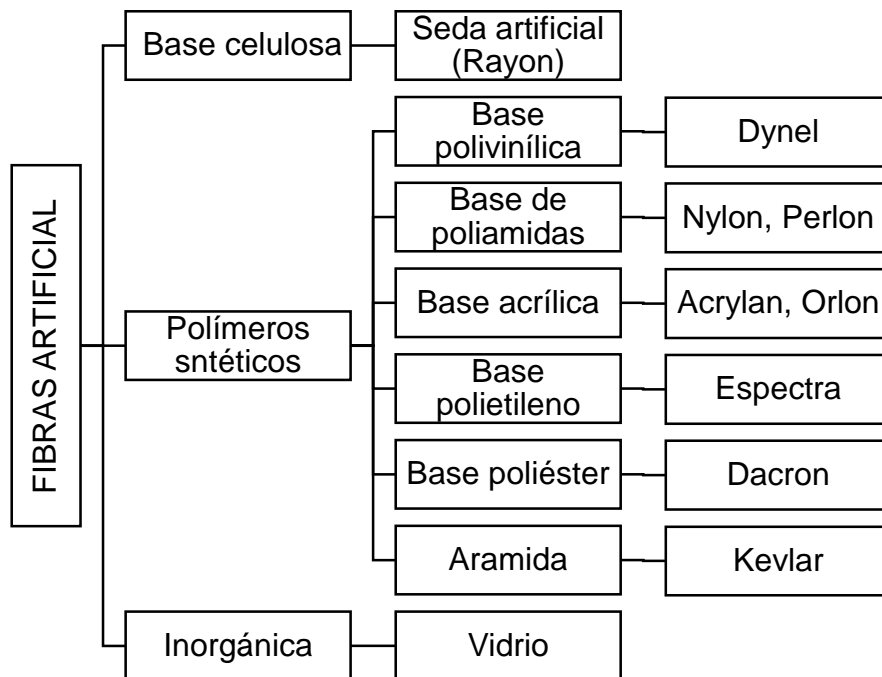 FIBRAS ARTIFICIAL
Base celulosa
Seda artificial
(Rayon)
Polímeros
sntéticos
Base
polivinílica
Dynel
Base de
poliamidas
Nylon, Perlon
Base acrílica
Acrylan, Orlon
Base
polietileno
Espectra
Base poliéster
Dacron
Aramida
Kevlar
Inorgánica
Vidrio